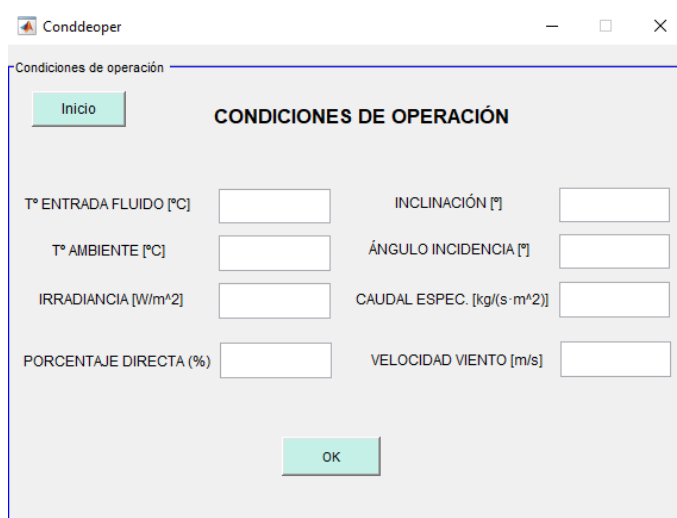 Conddeoper
Condiciones de operación
Inicio
CONDICIONES DE OPERACIÓN
Tº ENTRADA FLUIDO [ºC]
INCLINACIÓN [º]
Tº AMBIENTE [ºC]
ÁNGULO INCIDENCIA [º]
IRRADIANCIA [W/m^2]
CAUDAL ESPEC. [kg/(s·m^2)]
PORCENTAJE DIRECTA (%)
VELOCIDAD VIENTO [m/s]
OK